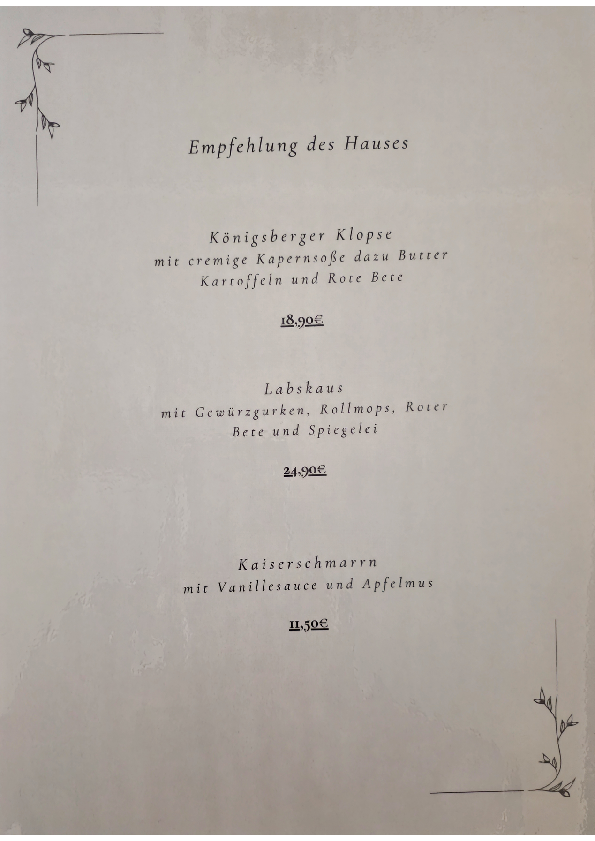 Empfehlung des Hauses
Königsberger Klopse
mit cremige Kapernsoße dazu Butter
Kartoffeln und Rote Bete
18,90€
Labskaus
mit Gewürzgurken, Rollmops, Roter
Bete und Spiegelei
24,90€
Kaiserschmarrn
mit Vanillesauce und Apfelmus
11,50€